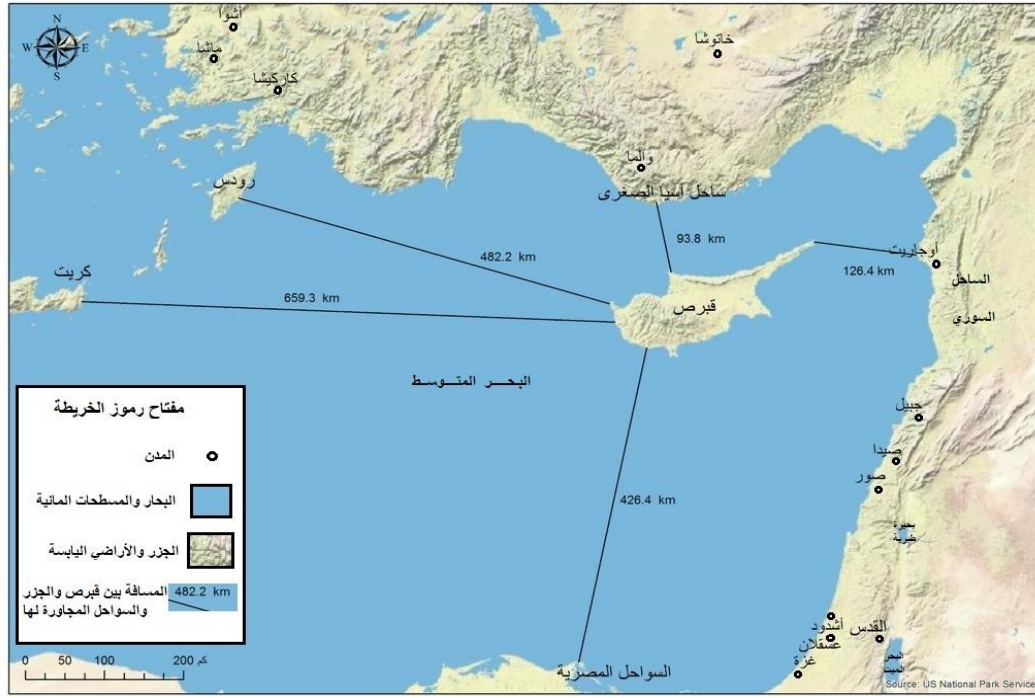 N
W E
S
أشوا
ماشا
كاركيشا
خاتوشا
والما
ساحل آسيا الصغرى
رودس
93.8 km
482.2 km
أوجاريت
126.4 km
كريت
659.3 km
قبرص
الساحل
السوري
البحـــر المتـــوســط
جبيل
صيدا
صور
426.4 km
بحيرة
طبرية
أشدود
عسقلان
القدس
غزة
البحر
الميت
السواحل المصرية
مفتاح رموز الخريطة
المدن
البحار والمسطحات المائية
الجزر والأراضي اليابسة
المسافة بين قبرص والجزر
والسواحل المجاورة لها
482.2 km
0 50 100 200 كم
Source: US National Park Service